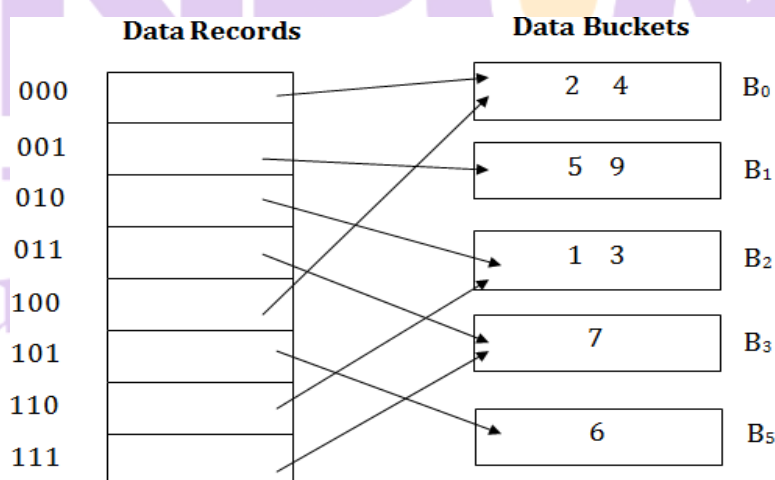 Data Records
Data Buckets
000
2 4
B₀
001
5 9
B₁
010
011
1 3
B₂
100
7
B₃
101
110
6
B₅
111